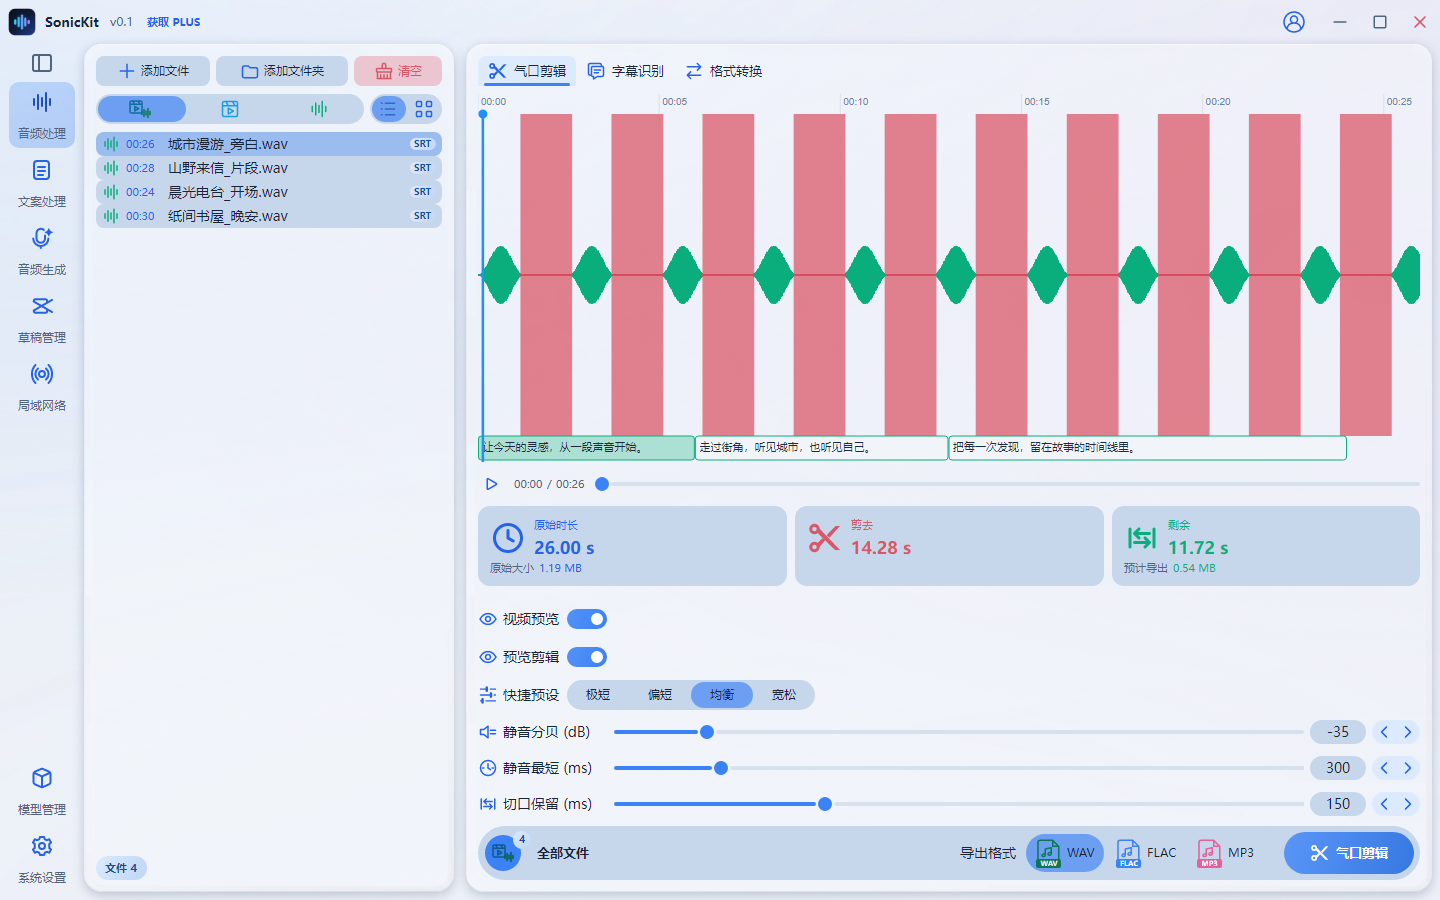 SonicKit v0.1 获取 PLUS
音频处理
文案处理
音频生成
草稿管理
局域网络
模型管理
系统设置
添加文件 添加文件夹 清空
00:26 城市漫游_旁白.wav SRT
00:28 山野来信_片段.wav SRT
00:24 晨光电台_开场.wav SRT
00:30 纸间书屋_晚安.wav SRT
文件 4
气口剪辑 字幕识别 格式转换
00:00 00:05 00:10 00:15 00:20 00:25
让今天的灵感，从一段声音开始。 走过街角，听见城市，也听见自己。 把每一次发现，留在故事的时间线里。
00:00 / 00:26
原始时长
26.00 s
原始大小 1.19 MB
剪去
14.28 s
剩余
11.72 s
预计导出 0.54 MB
视频预览
预览剪辑
快捷预设 极短 偏短 均衡 宽松
静音分贝 (dB) -35
静音最短 (ms) 300
切口保留 (ms) 150
4 全部文件 导出格式 WAV WAV FLAC FLAC MP3 MP3 气口剪辑